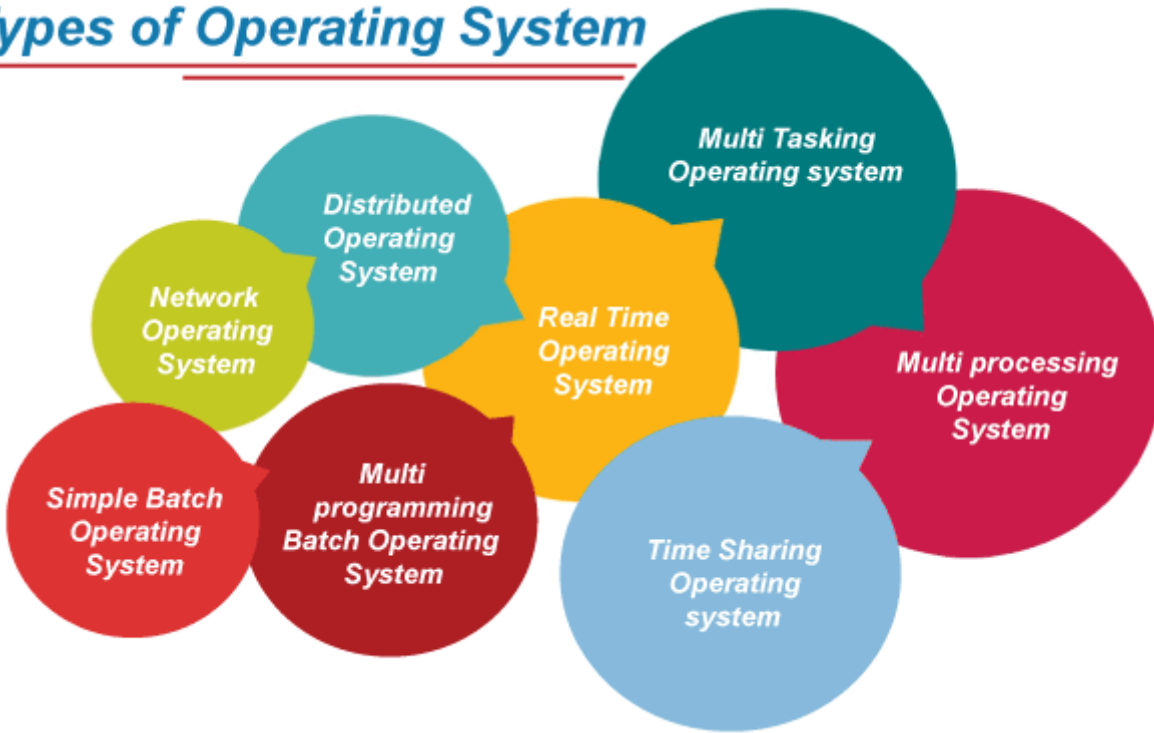 ypes of Operating System
Multi Tasking
Operating system
Distributed
Operating
System
Network
Operating
System
Real Time
Operating
System
Multi processing
Operating
System
Simple Batch
Operating
System
Multi
programming
Batch Operating
System
Time Sharing
Operating
system